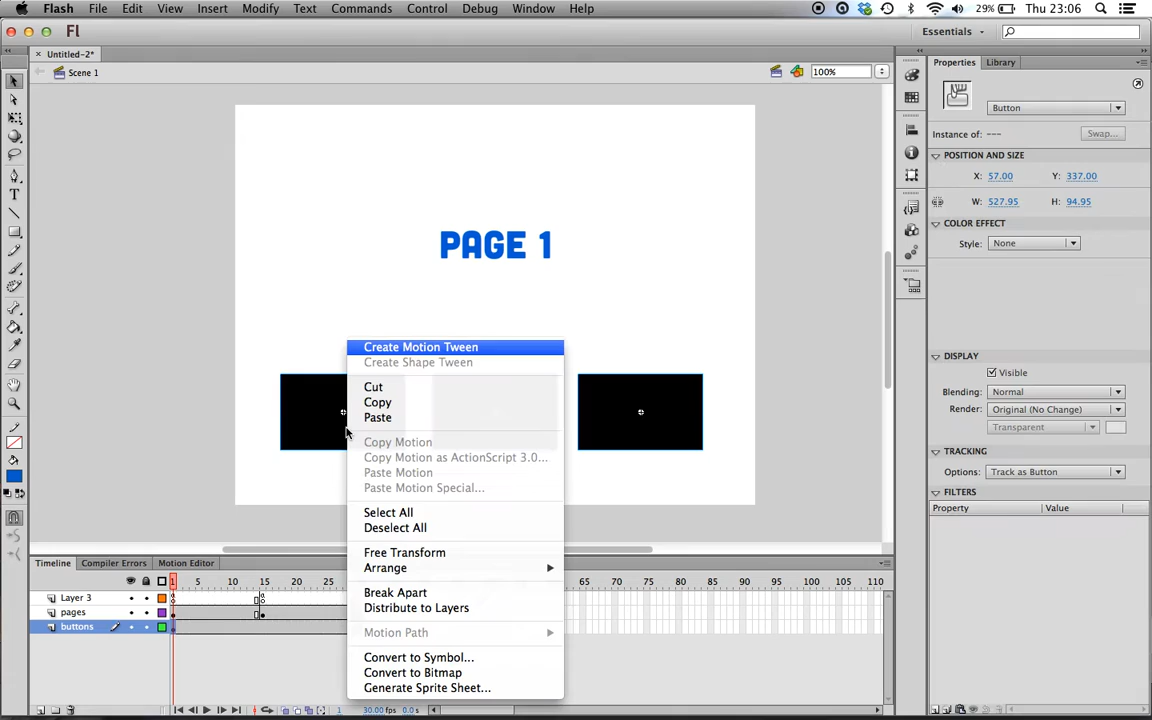 Flash File Edit View Insert Modify Text Commands Control Debug Window Help 29% Thu 23:06
Fl Essentials
Untitled-2*
Scene 1 100%
Properties Library
Button
Instance of: --- Swap...
POSITION AND SIZE
X: 57.00 Y: 337.00
W: 527.95 H: 94.95
COLOR EFFECT
Style: None
DISPLAY
Visible
Blending: Normal
Render: Original (No Change)
Transparent
TRACKING
Options: Track as Button
FILTERS
Property Value
PAGE 1
Create Motion Tween
Create Shape Tween
Cut
Copy
Paste
Copy Motion
Copy Motion as ActionScript 3.0...
Paste Motion
Paste Motion Special...
Select All
Deselect All
Free Transform
Arrange
Break Apart
Distribute to Layers
Motion Path
Convert to Symbol...
Convert to Bitmap
Generate Sprite Sheet...
Timeline Compiler Errors Motion Editor
1 5 10 15 20 25 65 70 75 80 85 90 95 100 105 110
Layer 3
pages
buttons
1 30.00 fps 0.0 s